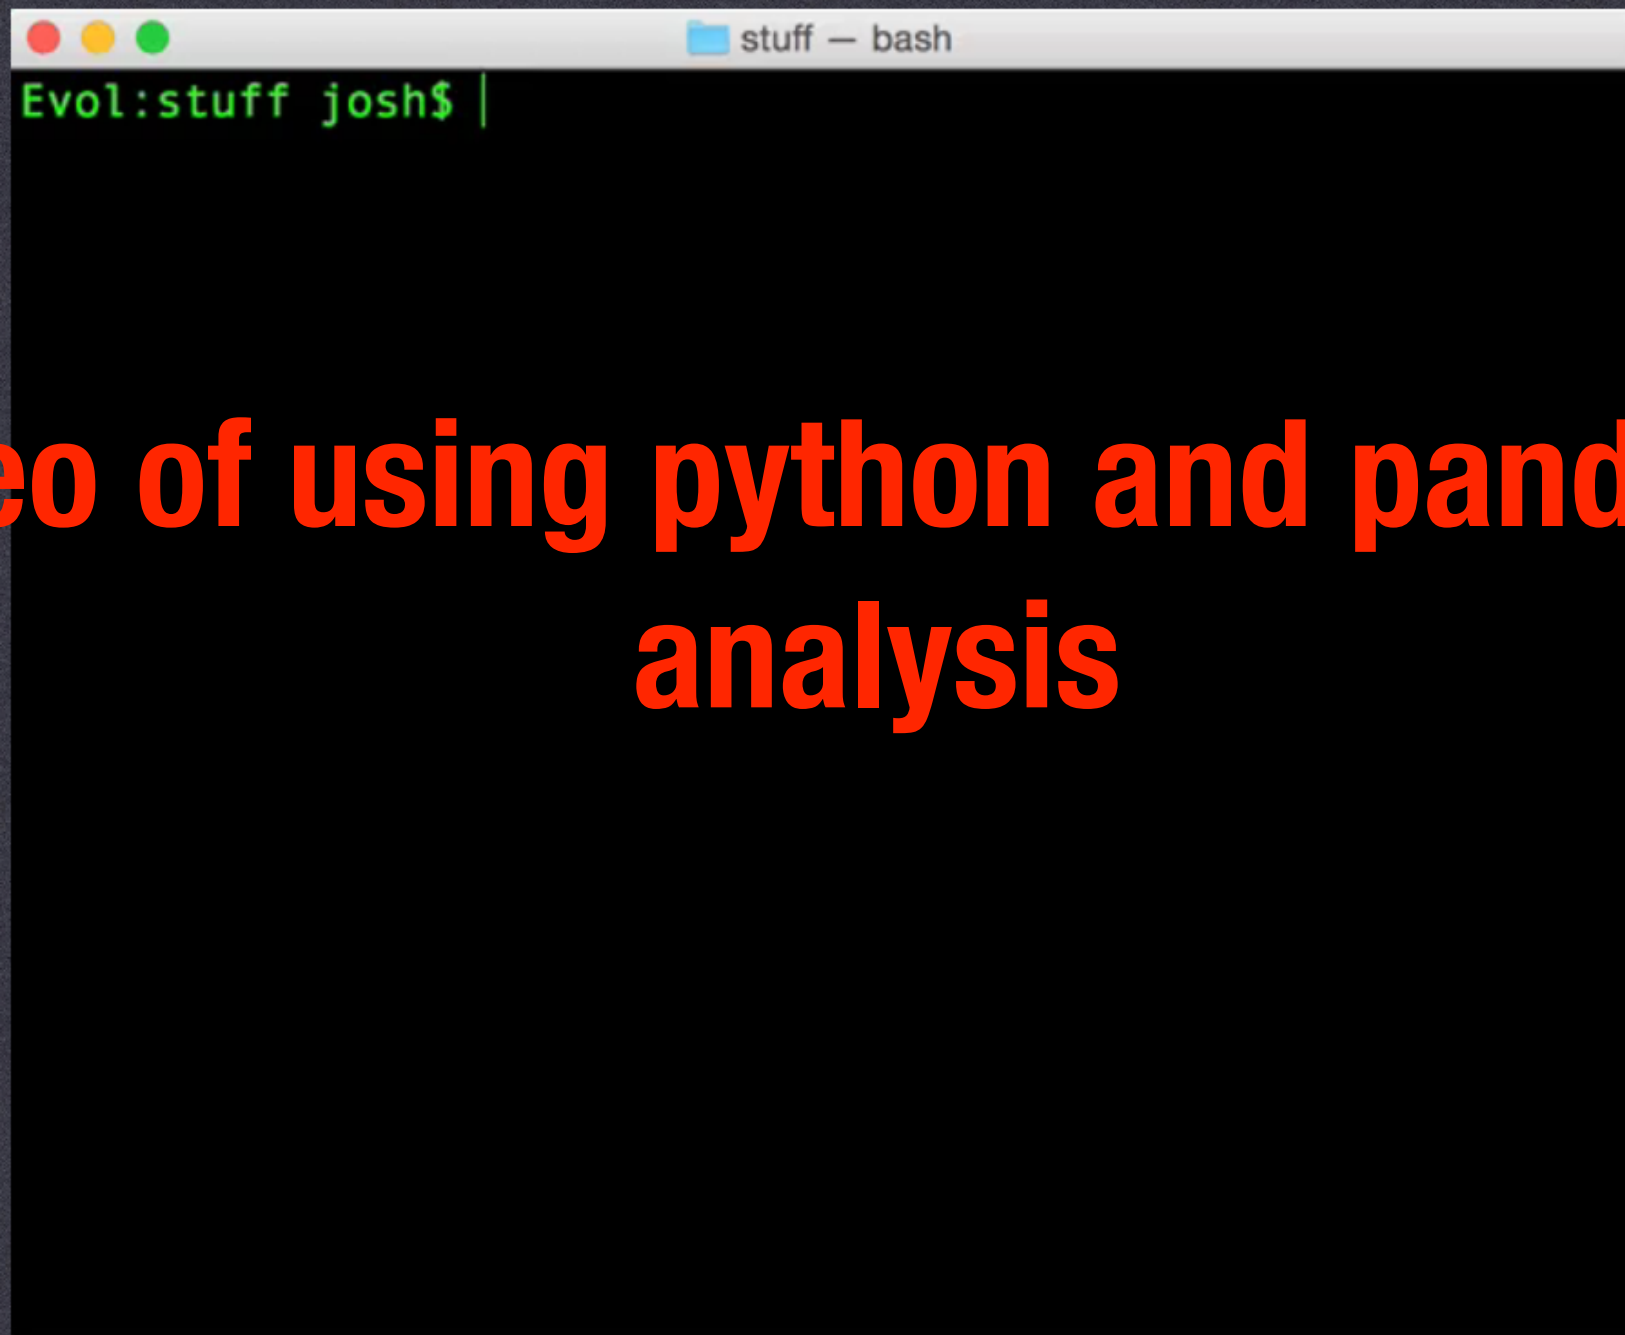 stuff — bash
Evol:stuff josh$
eo of using python and pand
analysis